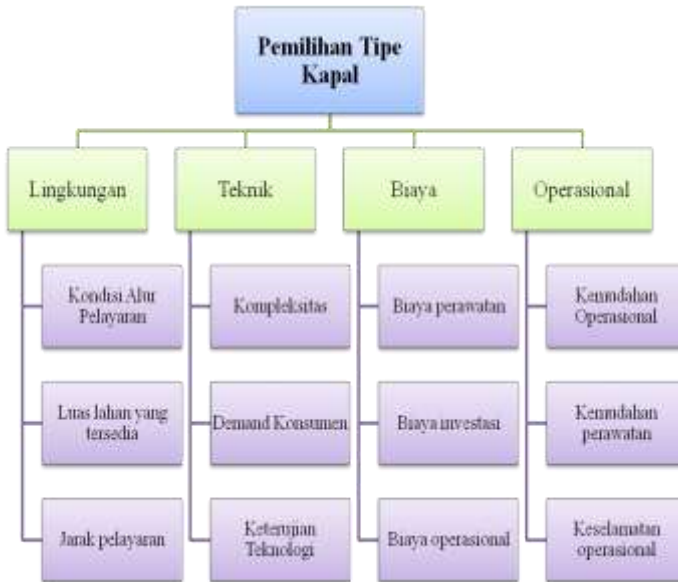 Pemilihan Tipe
Kapal
Lingkungan
Teknik
Biaya
Operasional
Kondisi Alur
Pelayaran
Kompleksitas
Biaya perawatan
Kemudahan
Operasional
Luas lahan yang
tersedia
Demand Konsumen
Biaya investasi
Kemudahan
perawatan
Jarak pelayaran
Keterujian
Teknologi
Biaya operasional
Keselamatan
operasional